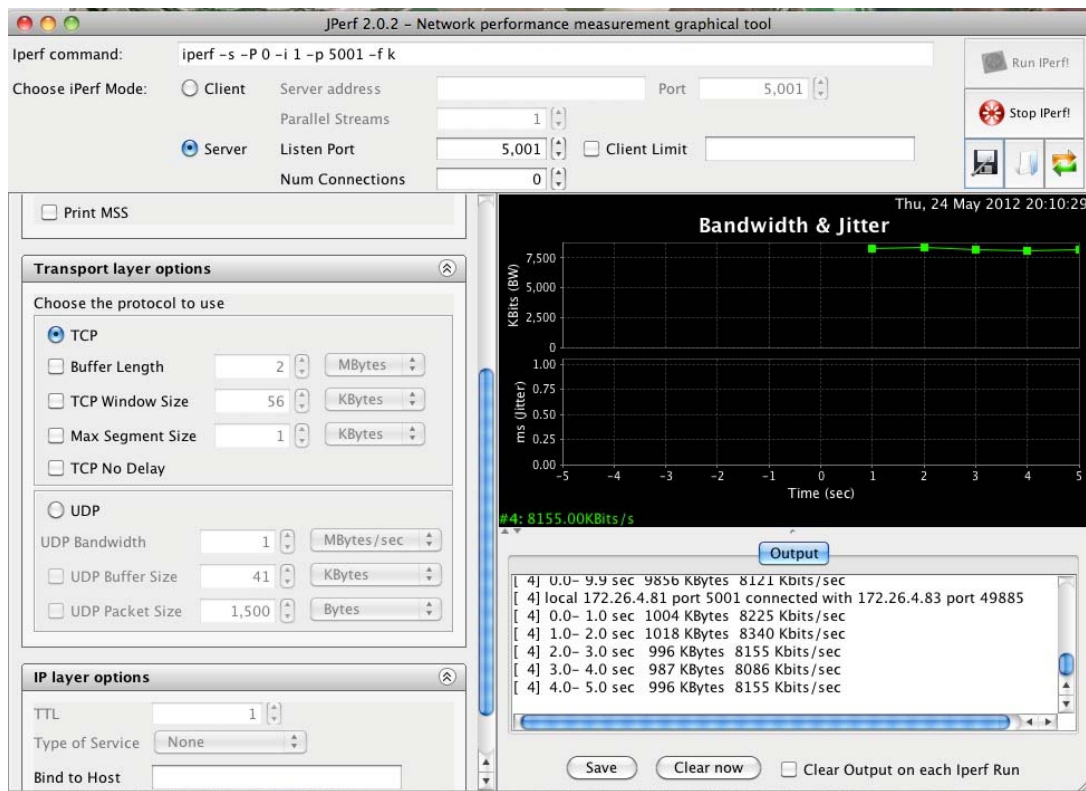 JPerf 2.0.2 – Network performance measurement graphical tool
Iperf command: iperf -s -P 0 -i 1 -p 5001 -f k
Run IPerf!
Choose iPerf Mode: Client Server address Port 5,001
Parallel Streams 1
Stop IPerf!
Server Listen Port 5,001 Client Limit
Num Connections 0
Print MSS
Transport layer options
Choose the protocol to use
TCP
Buffer Length 2 MBytes
TCP Window Size 56 KBytes
Max Segment Size 1 KBytes
TCP No Delay
UDP
UDP Bandwidth 1 MBytes/sec
UDP Buffer Size 41 KBytes
UDP Packet Size 1,500 Bytes
IP layer options
TTL 1
Type of Service None
Bind to Host
Thu, 24 May 2012 20:10:29
Bandwidth & Jitter
KBits (BW)
7,500
5,000
2,500
0
ms (Jitter)
1.00
0.75
0.50
0.25
0.00
-5 -4 -3 -2 -1 0 1 2 3 4 5
Time (sec)
#4: 8155.00KBits/s
Output
[ 4] 0.0- 9.9 sec 9856 KBytes 8121 Kbits/sec
[ 4] local 172.26.4.81 port 5001 connected with 172.26.4.83 port 49885
[ 4] 0.0- 1.0 sec 1004 KBytes 8225 Kbits/sec
[ 4] 1.0- 2.0 sec 1018 KBytes 8340 Kbits/sec
[ 4] 2.0- 3.0 sec 996 KBytes 8155 Kbits/sec
[ 4] 3.0- 4.0 sec 987 KBytes 8086 Kbits/sec
[ 4] 4.0- 5.0 sec 996 KBytes 8155 Kbits/sec
Save Clear now Clear Output on each Iperf Run